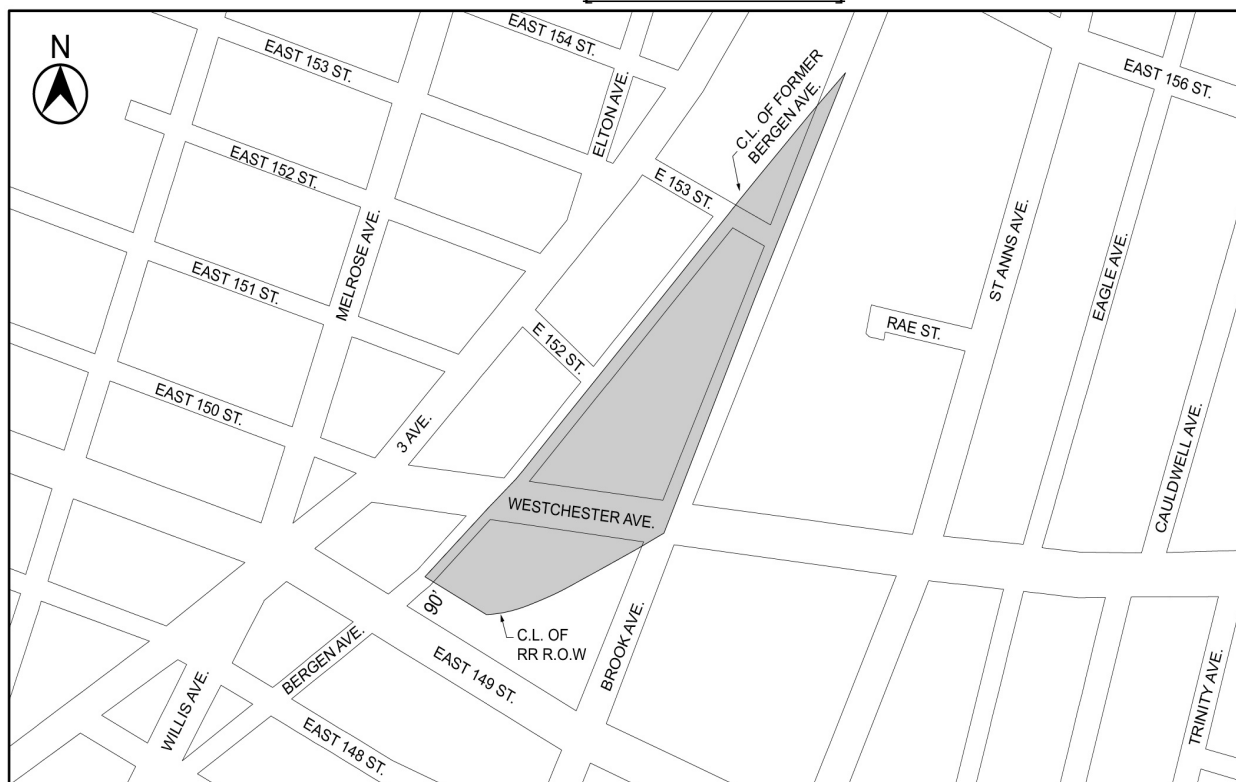 N
EAST 153 ST.
EAST 154 ST.
ELTON AVE.
C.L. OF FORMER
BERGEN AVE.
EAST 156 ST.
EAST 152 ST.
E 153 ST.
MELROSE AVE.
ST ANNS AVE.
EAGLE AVE.
EAST 151 ST.
E 152 ST.
RAE ST.
EAST 150 ST.
3 AVE.
CAULDWELL AVE.
WESTCHESTER AVE.
90'
C.L. OF
RR R.O.W
BROOK AVE.
BERGEN AVE.
EAST 149 ST.
WILLIS AVE.
EAST 148 ST.
TRINITY AVE.